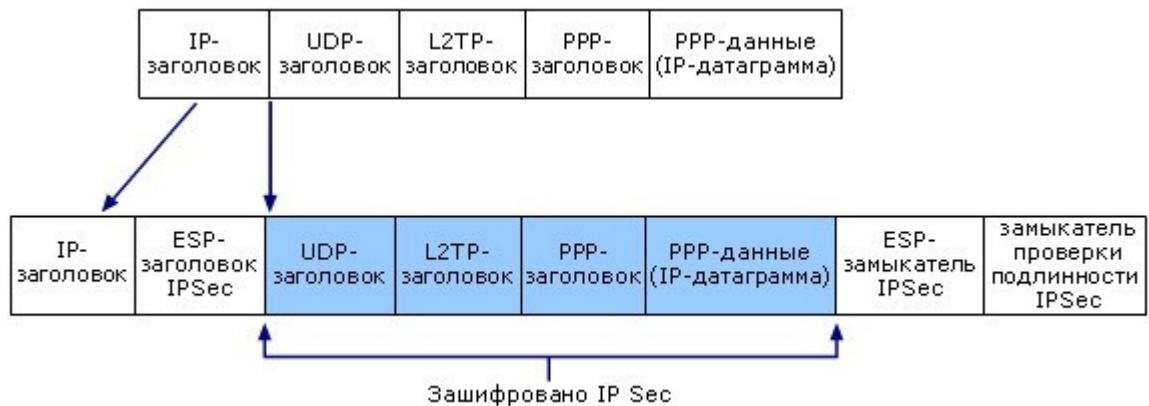 IP-
заголовок
UDP-
заголовок
L2TP-
заголовок
PPP-
заголовок
PPP-данные
(IP-датаграмма)
IP-
заголовок
ESP-
заголовок
IPSec
UDP-
заголовок
L2TP-
заголовок
PPP-
заголовок
PPP-данные
(IP-датаграмма)
ESP-
замыкатель
IPSec
замыкатель
проверки
подлинности
IPSec
Зашифровано IP Sec